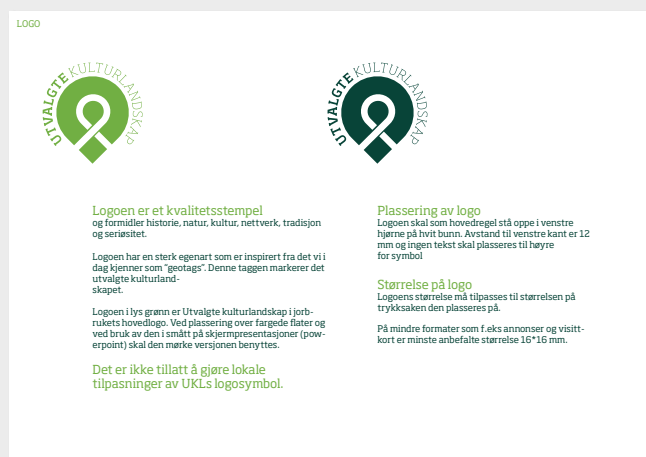 LOGO
UTVALGTE KULTURLANDSKAP
UTVALGTE KULTURLANDSKAP
Logoen er et kvalitetsstempel
og formidler historie, natur, kultur, nettverk, tradisjon
og seriøsitet.
Logoen har en sterk egenart som er inspirert fra det vi i
dag kjenner som "geotags". Denne taggen markerer det
utvalgte kulturland-
skapet.
Logoen i lys grønn er Utvalgte kulturlandskap i jorb-
rukets hovedlogo. Ved plassering over fargede flater og
ved bruk av den i smått på skjermpresentasjoner (pow-
erpoint) skal den mørke versjonen benyttes.
Det er ikke tillatt å gjøre lokale
tilpasninger av UKLs logosymbol.
Plassering av logo
Logoen skal som hovedregel stå oppe i venstre
hjørne på hvit bunn. Avstand til venstre kant er 12
mm og ingen tekst skal plasseres til høyre
for symbol
Størrelse på logo
Logoens størrelse må tilpasses til størrelsen på
trykksaken den plasseres på.
På mindre formater som f.eks annonser og visitt-
kort er minste anbefalte størrelse 16*16 mm.